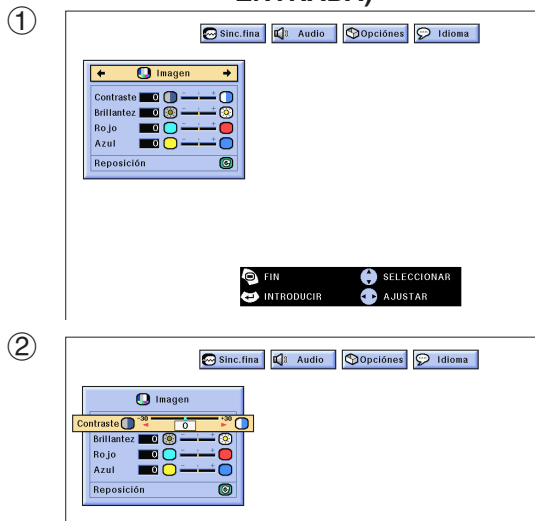 ENTRADA)
①
Sinc.fina Audio Opciónes Idioma
Imagen
Contraste 0 - +
Brillantez 0 - +
Rojo 0 - +
Azul 0 - +
Reposición
FIN SELECCIONAR
INTRODUCIR AJUSTAR
②
Sinc.fina Audio Opciónes Idioma
Imagen
Contraste -30 0 +30
Brillantez 0 - +
Rojo 0 - +
Azul 0 - +
Reposición